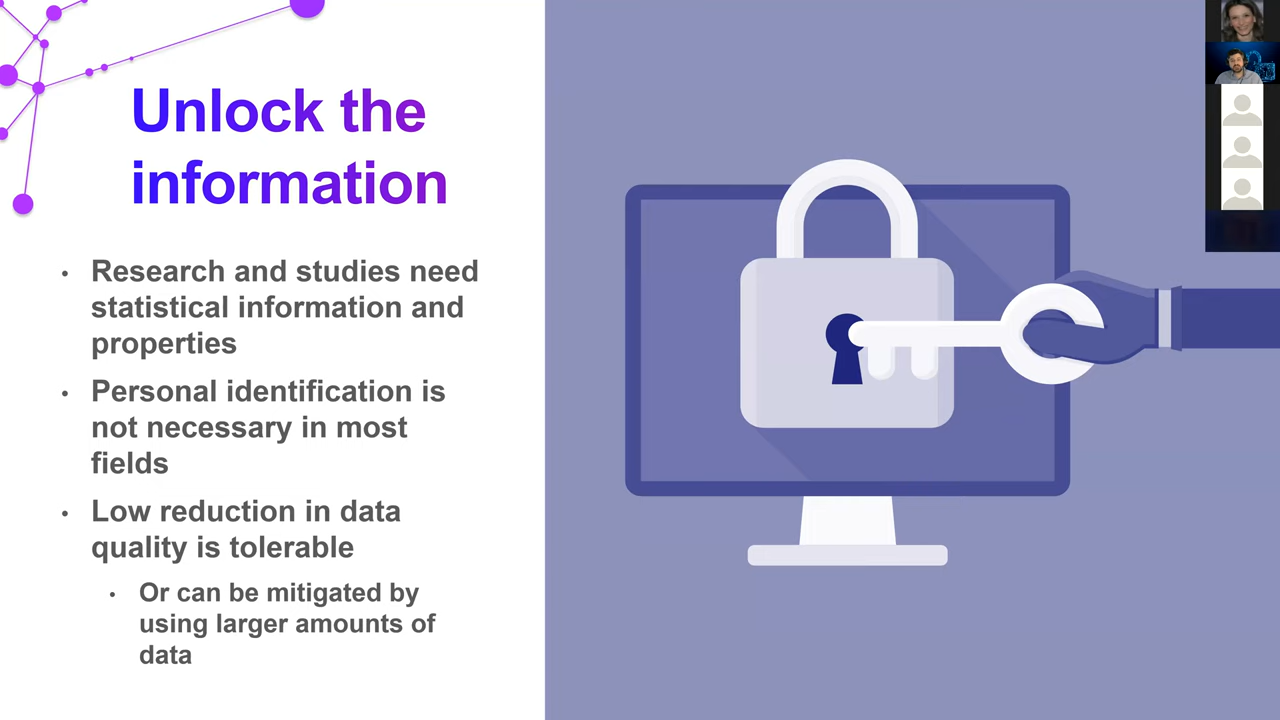 Unlock the
information
• Research and studies need
statistical information and
properties
• Personal identification is
not necessary in most
fields
• Low reduction in data
quality is tolerable
• Or can be mitigated by
using larger amounts of
data